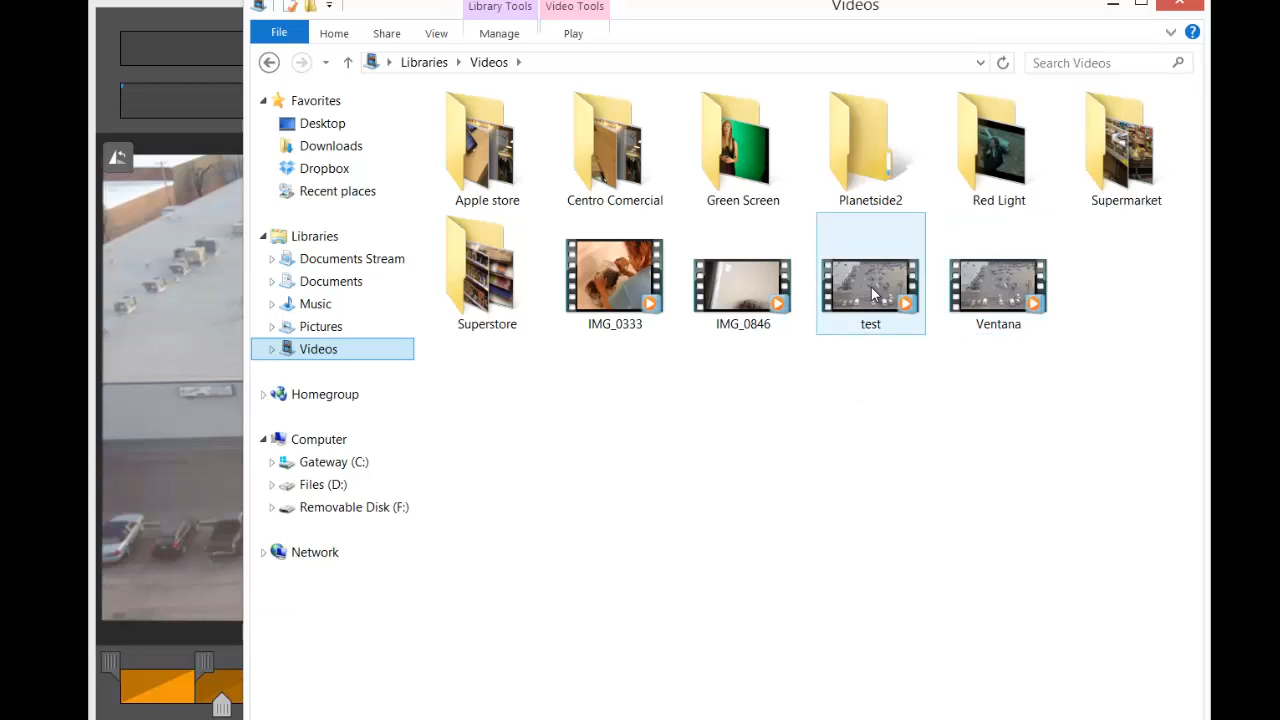 Library Tools Video Tools Videos
File Home Share View Manage Play
Libraries Videos Search Videos
Favorites
Desktop
Downloads
Dropbox
Recent places
Libraries
Documents Stream
Documents
Music
Pictures
Videos
Homegroup
Computer
Gateway (C:)
Files (D:)
Removable Disk (F:)
Network
Apple store Centro Comercial Green Screen Planetside2 Red Light Supermarket
Superstore IMG_0333 IMG_0846 test Ventana